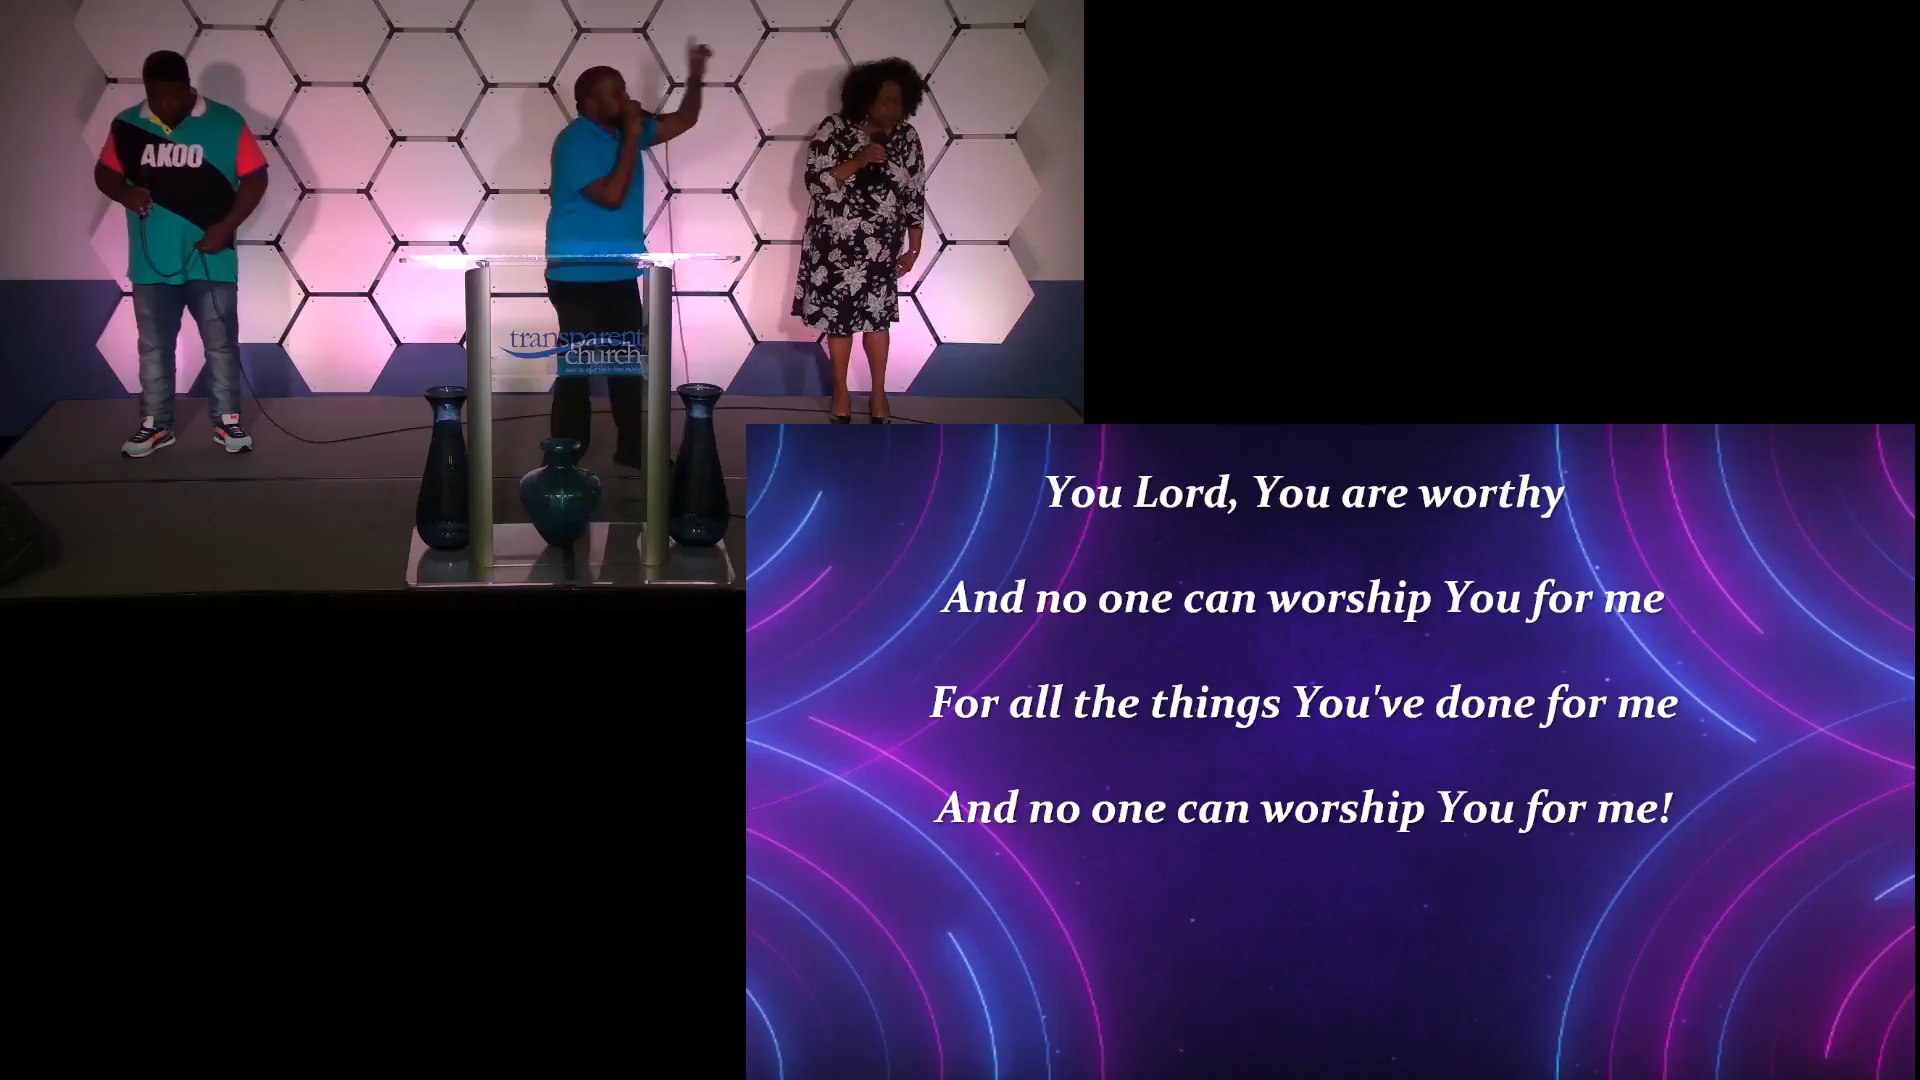 AKOO
transparent
church
You Lord, You are worthy
And no one can worship You for me
For all the things You've done for me
And no one can worship You for me!